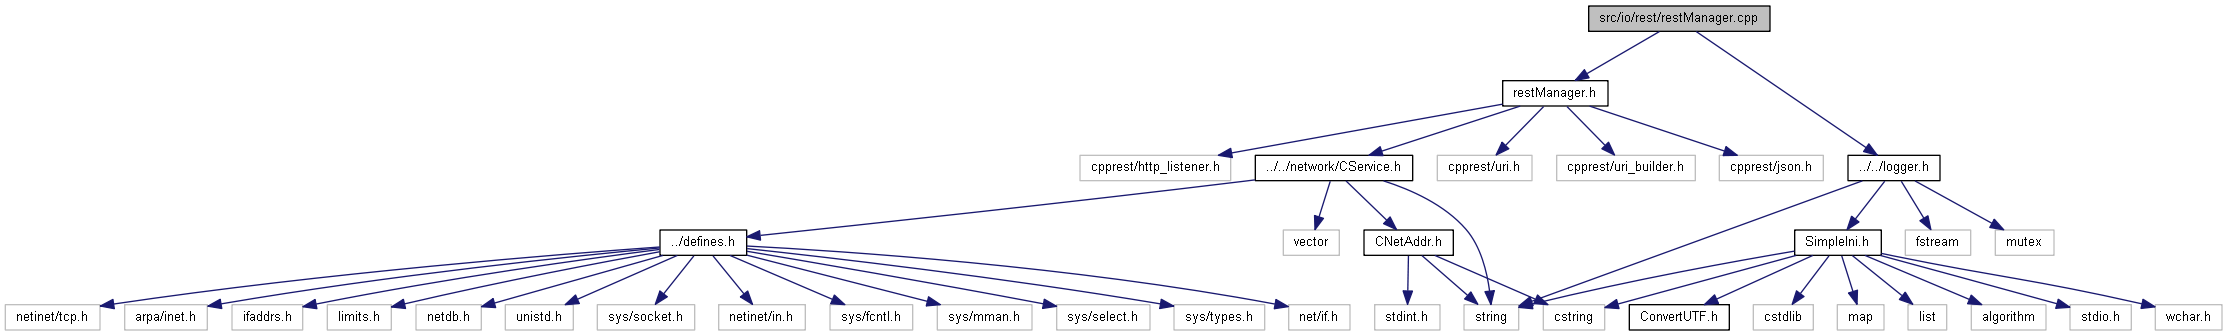 src/io/rest/restManager.cpp
restManager.h
cpprest/http_listener.h
../../network/CService.h
cpprest/uri.h
cpprest/uri_builder.h
cpprest/json.h
../../logger.h
../defines.h
vector
CNetAddr.h
SimpleIni.h
fstream
mutex
netinet/tcp.h
arpa/inet.h
ifaddrs.h
limits.h
netdb.h
unistd.h
sys/socket.h
netinet/in.h
sys/fcntl.h
sys/mman.h
sys/select.h
sys/types.h
net/if.h
stdint.h
string
cstring
ConvertUTF.h
cstdlib
map
list
algorithm
stdio.h
wchar.h